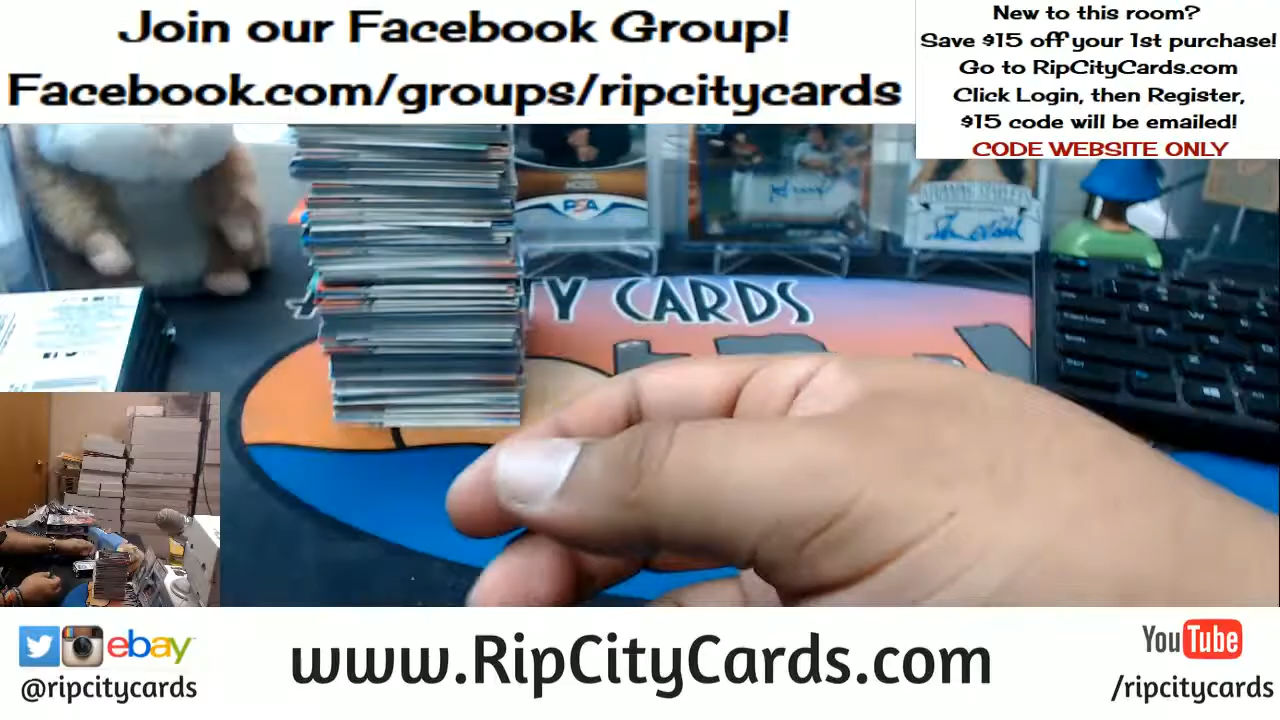 Join our Facebook Group!
Facebook.com/groups/ripcitycards
New to this room?
Save $15 off your 1st purchase!
Go to RipCityCards.com
Click Login, then Register,
$15 code will be emailed!
CODE WEBSITE ONLY
PSA
TY CARDS
ebay
@ripcitycards
www.RipCityCards.com
YouTube
/ripcitycards